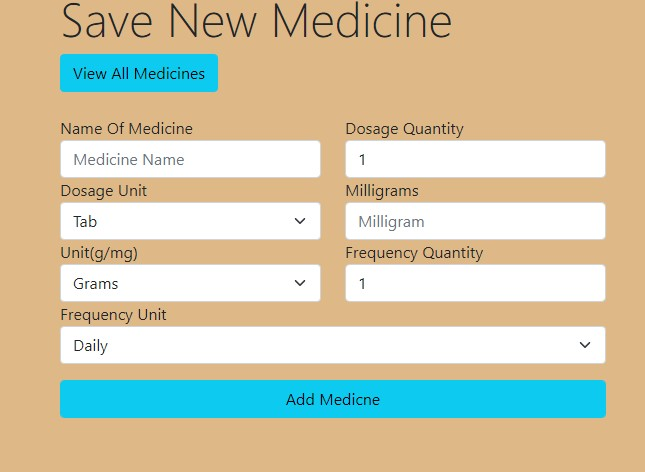 Save New Medicine
View All Medicines
Name Of Medicine
Dosage Quantity
Medicine Name
1
Dosage Unit
Milligrams
Tab
Milligram
Unit(g/mg)
Frequency Quantity
Grams
1
Frequency Unit
Daily
Add Medicne